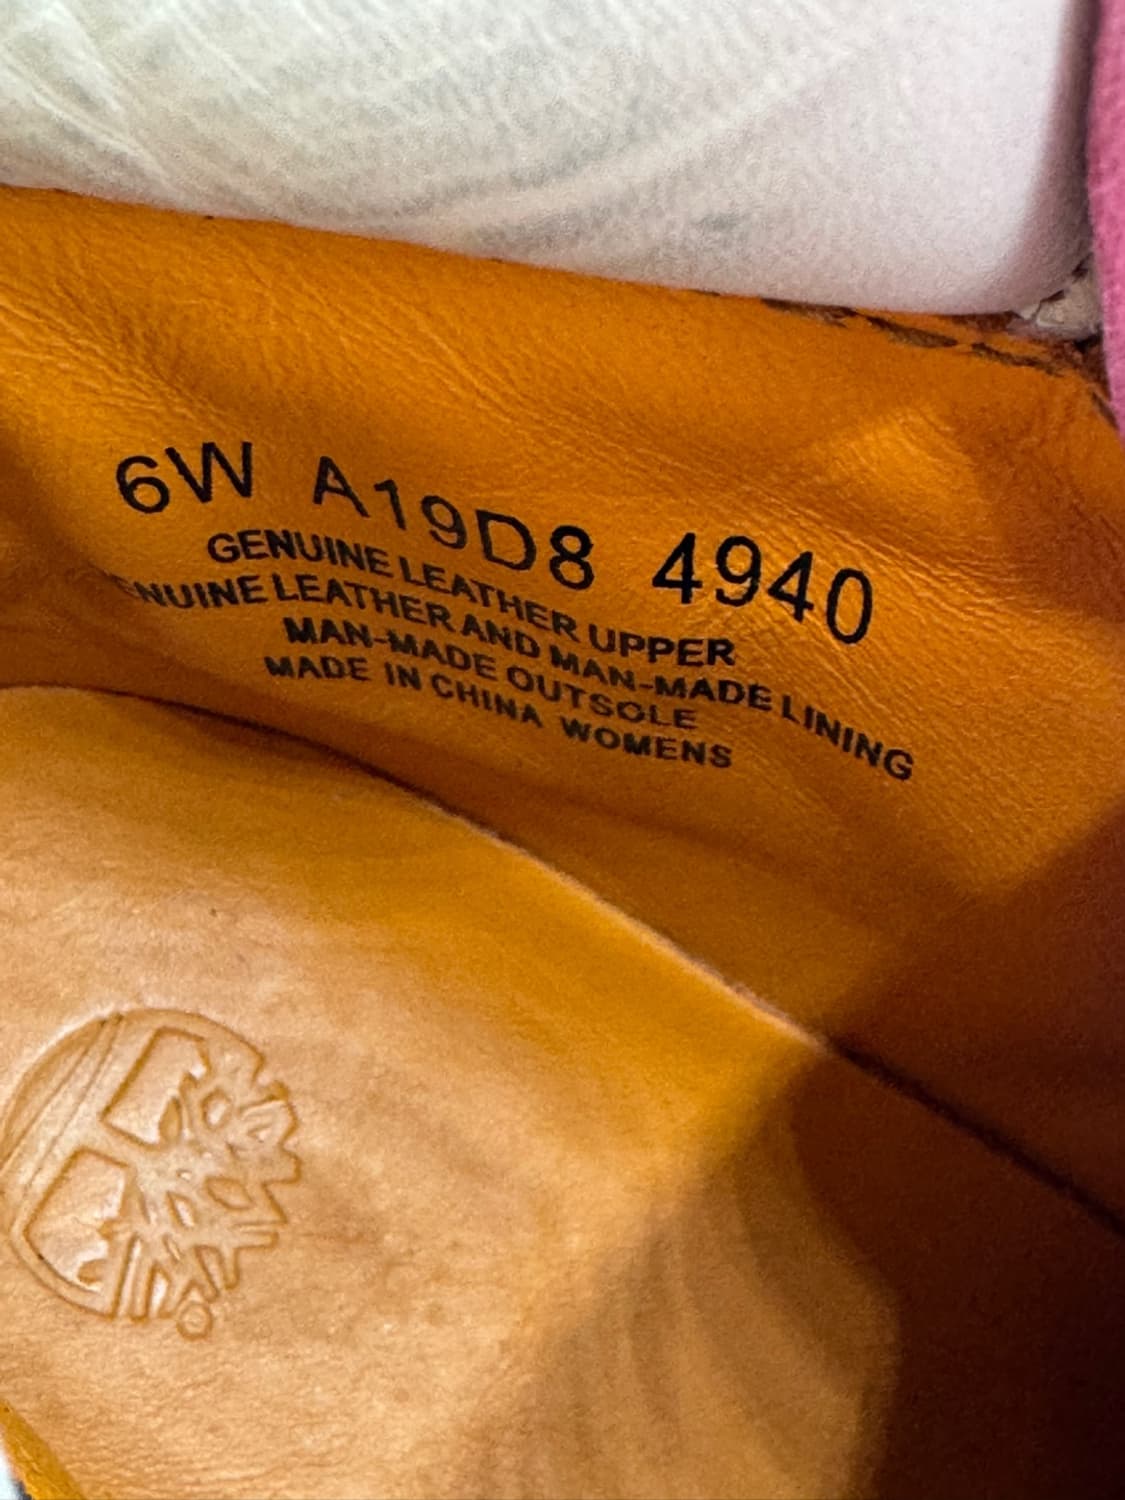 6W A19D8 4940
GENUINE LEATHER UPPER
ENUINE LEATHER AND MAN-MADE LINING
MAN-MADE OUTSOLE
MADE IN CHINA WOMENS